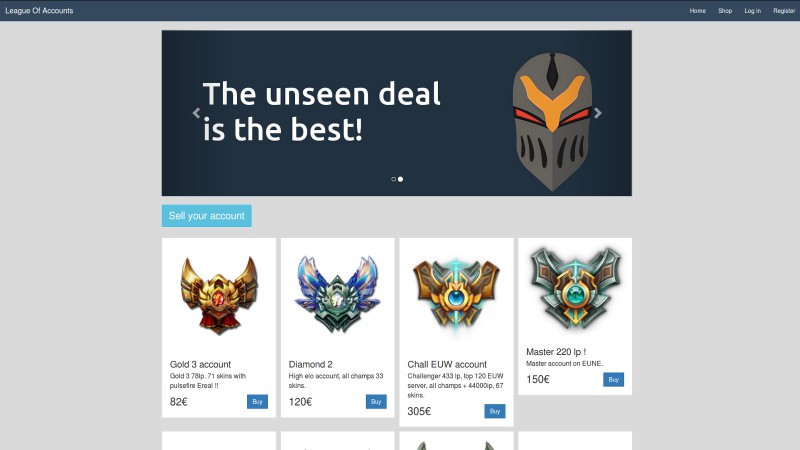 League Of Accounts
Home Shop Log in Register
The unseen deal
is the best!
Sell your account
Gold 3 account
Gold 3 78lp. 71 skins with
pulsefire Ereal !!
82€ Buy
Diamond 2
High elo account, all champs 33
skins.
120€ Buy
Chall EUW account
Challenger 433 lp, top 120 EUW
server, all champs + 44000ip, 67
skins.
305€ Buy
Master 220 lp !
Master account on EUNE.
150€ Buy